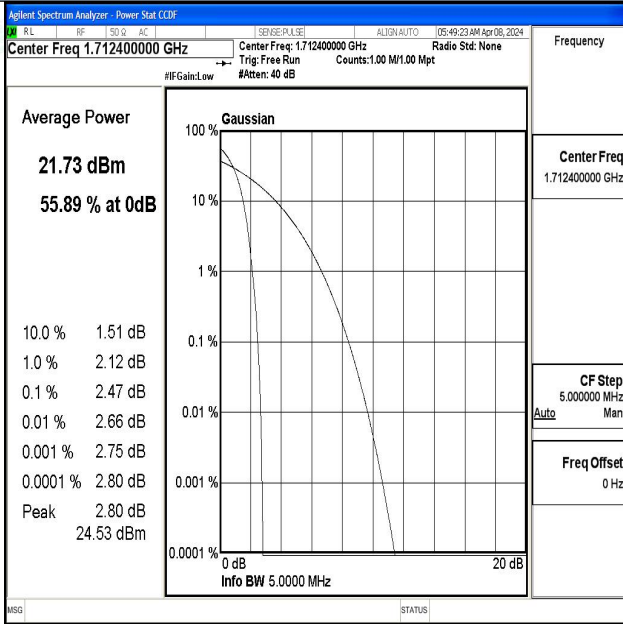 Agilent Spectrum Analyzer - Power Stat CCDF
LXI RL RF 50 Ω AC SENSE:PULSE ALIGN AUTO 05:49:23 AM Apr 08, 2024
Center Freq 1.712400000 GHz
Center Freq: 1.712400000 GHz Radio Std: None
Trig: Free Run Counts:1.00 M/1.00 Mpt
#IFGain:Low #Atten: 40 dB
Frequency
Average Power
21.73 dBm
55.89 % at 0dB
10.0 % 1.51 dB
1.0 % 2.12 dB
0.1 % 2.47 dB
0.01 % 2.66 dB
0.001 % 2.75 dB
0.0001 % 2.80 dB
Peak 2.80 dB
24.53 dBm
Gaussian
100 %
10 %
1 %
0.1 %
0.01 %
0.001 %
0.0001 %
0 dB 20 dB
Info BW 5.0000 MHz
Center Freq
1.712400000 GHz
CF Step
5.000000 MHz
Auto Man
Freq Offset
0 Hz
MSG STATUS